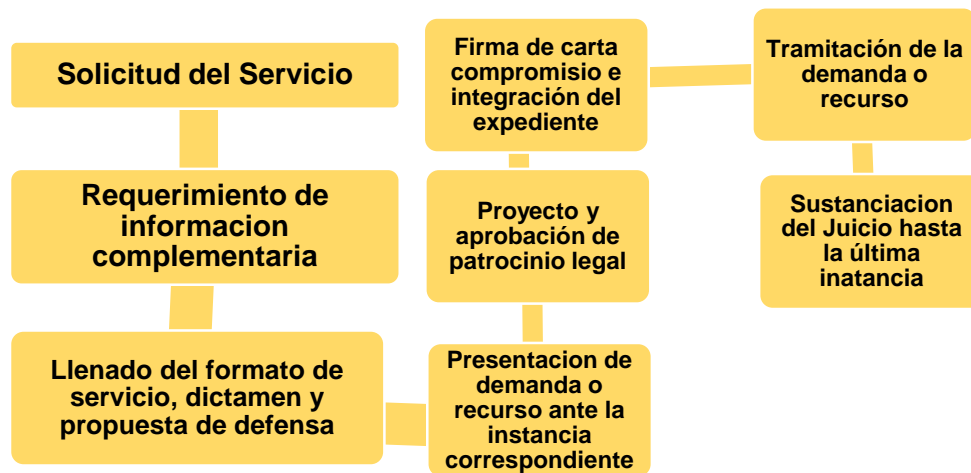 Solicitud del Servicio
Requerimiento de
informacion
complementaria
Llenado del formato de
servicio, dictamen y
propuesta de defensa
Presentacion de
demanda o
recurso ante la
instancia
correspondiente
Proyecto y
aprobación de
patrocinio legal
Firma de carta
compromisio e
integración del
expediente
Tramitación de la
demanda o
recurso
Sustanciacion
del Juicio hasta
la última
inatancia